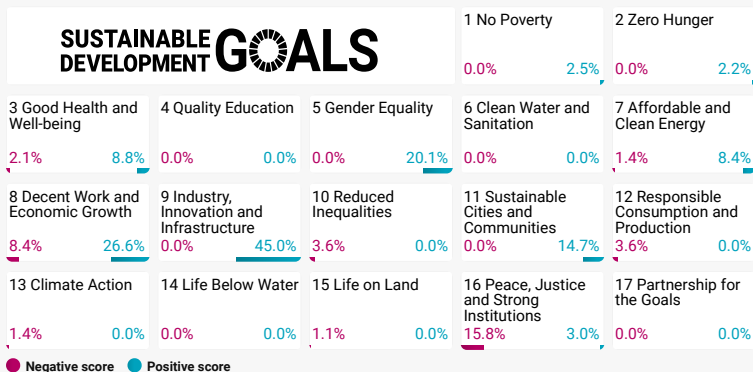 SUSTAINABLE
DEVELOPMENT GOALS
1 No Poverty
0.0% 2.5%
2 Zero Hunger
0.0% 2.2%
3 Good Health and
Well-being
2.1% 8.8%
4 Quality Education
0.0% 0.0%
5 Gender Equality
0.0% 20.1%
6 Clean Water and
Sanitation
0.0% 0.0%
7 Affordable and
Clean Energy
1.4% 8.4%
8 Decent Work and
Economic Growth
8.4% 26.6%
9 Industry,
Innovation and
Infrastructure
0.0% 45.0%
10 Reduced
Inequalities
3.6% 0.0%
11 Sustainable
Cities and
Communities
0.0% 14.7%
12 Responsible
Consumption and
Production
3.6% 0.0%
13 Climate Action
1.4% 0.0%
14 Life Below Water
0.0% 0.0%
15 Life on Land
1.1% 0.0%
16 Peace, Justice
and Strong
Institutions
15.8% 3.0%
17 Partnership for
the Goals
0.0% 0.0%
Negative score Positive score